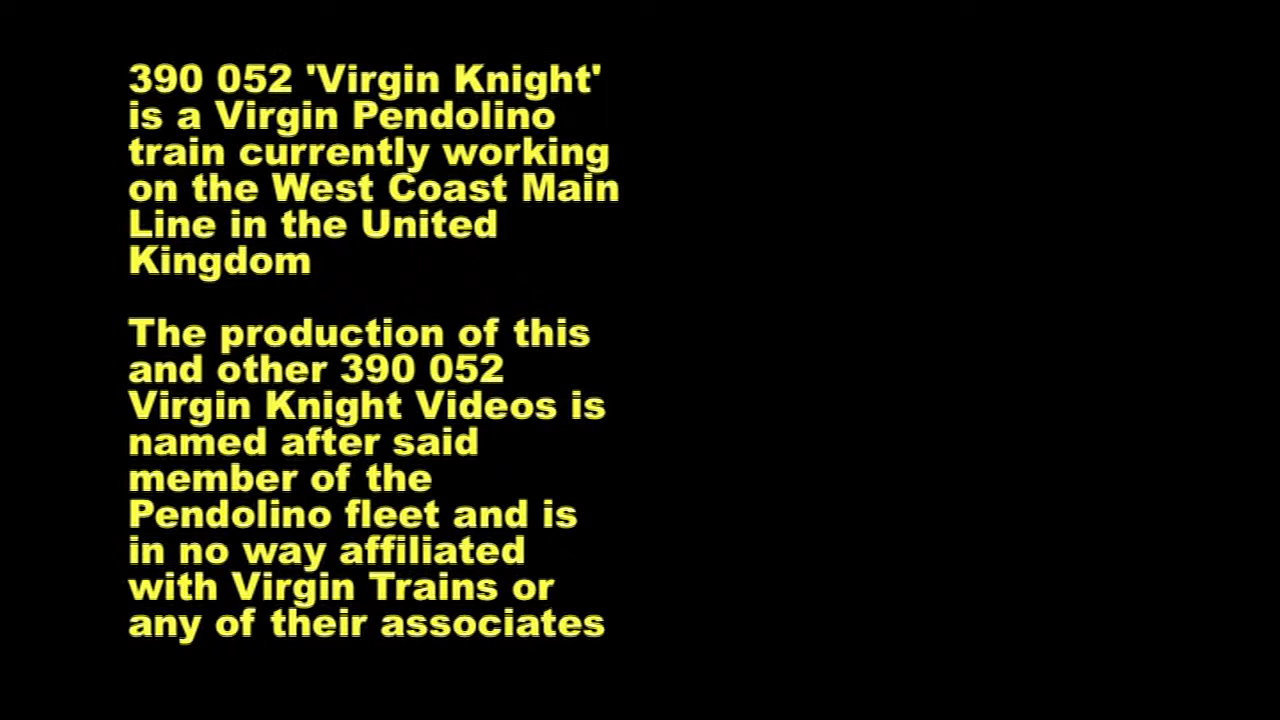 390 052 'Virgin Knight'
is a Virgin Pendolino
train currently working
on the West Coast Main
Line in the United
Kingdom
The production of this
and other 390 052
Virgin Knight Videos is
named after said
member of the
Pendolino fleet and is
in no way affiliated
with Virgin Trains or
any of their associates